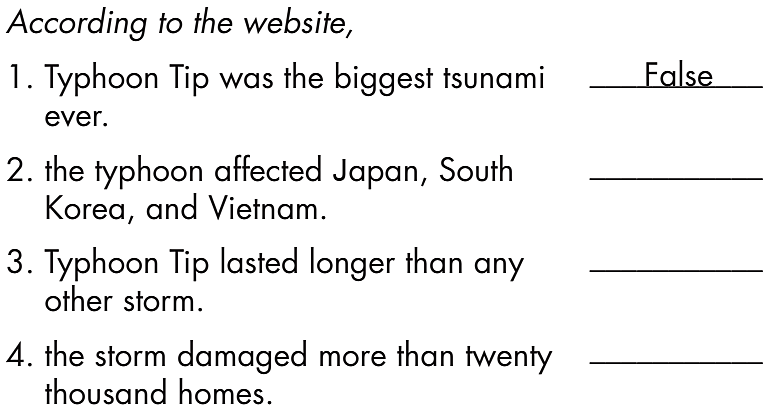 According to the website,
1. Typhoon Tip was the biggest tsunami False
ever.
2. the typhoon affected Japan, South
Korea, and Vietnam.
3. Typhoon Tip lasted longer than any
other storm.
4. the storm damaged more than twenty
thousand homes.